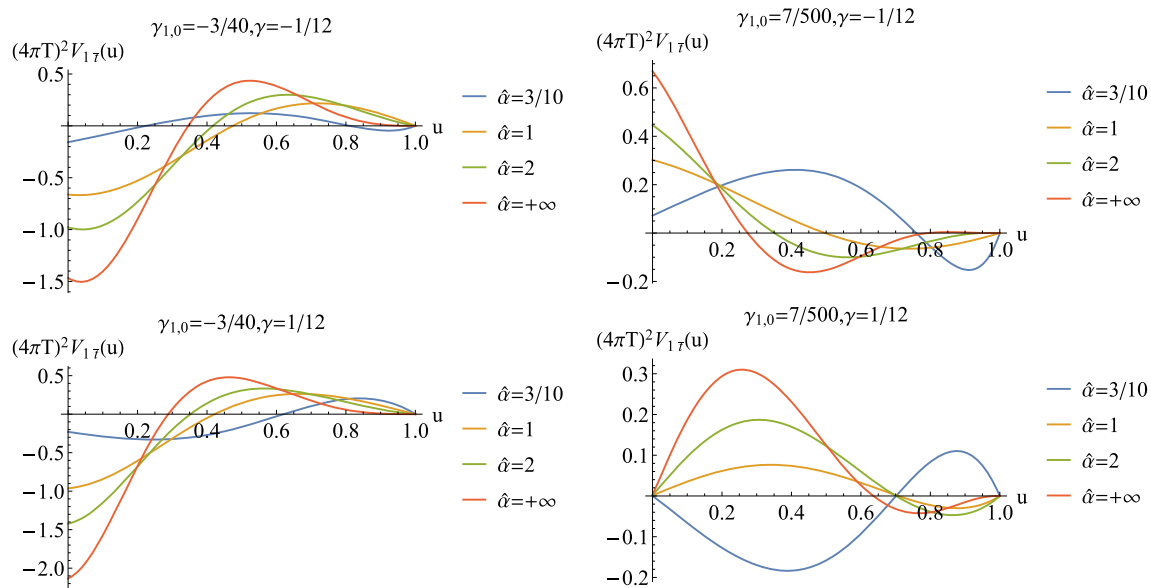 γ1,0=−3/40,γ=−1/12
(4πT)²V1τ̄(u)
0.5
u
0.2 0.4 0.6 0.8 1.0
−0.5
−1.0
−1.5
α̂=3/10
α̂=1
α̂=2
α̂=+∞
γ1,0=7/500,γ=−1/12
(4πT)²V1τ̄(u)
0.6
0.4
0.2
u
0.2 0.4 0.6 0.8 1.0
−0.2
α̂=3/10
α̂=1
α̂=2
α̂=+∞
γ1,0=−3/40,γ=1/12
(4πT)²V1τ̄(u)
0.5
u
0.2 0.4 0.6 0.8 1.0
−0.5
−1.0
−1.5
−2.0
α̂=3/10
α̂=1
α̂=2
α̂=+∞
γ1,0=7/500,γ=1/12
(4πT)²V1τ̄(u)
0.3
0.2
0.1
u
0.2 0.4 0.6 0.8 1.0
−0.1
−0.2
α̂=3/10
α̂=1
α̂=2
α̂=+∞